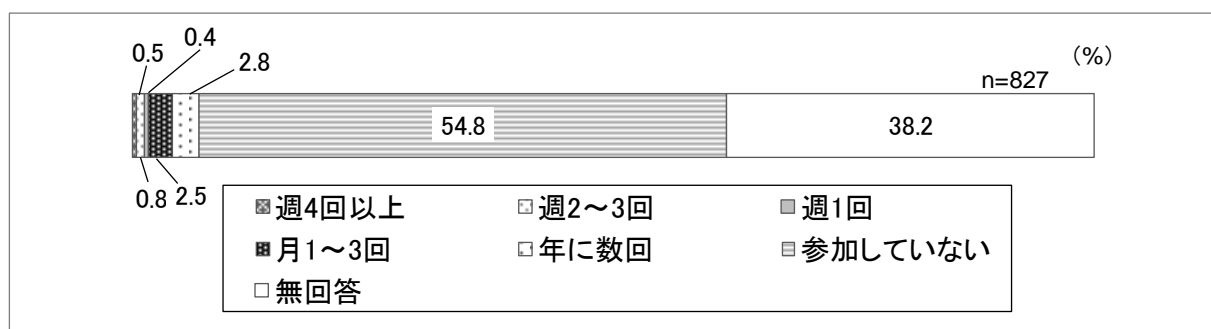 0.5
0.4
2.8
(%)
n=827
54.8
38.2
0.8
2.5
週4回以上
週2～3回
週1回
月1～3回
年に数回
参加していない
無回答